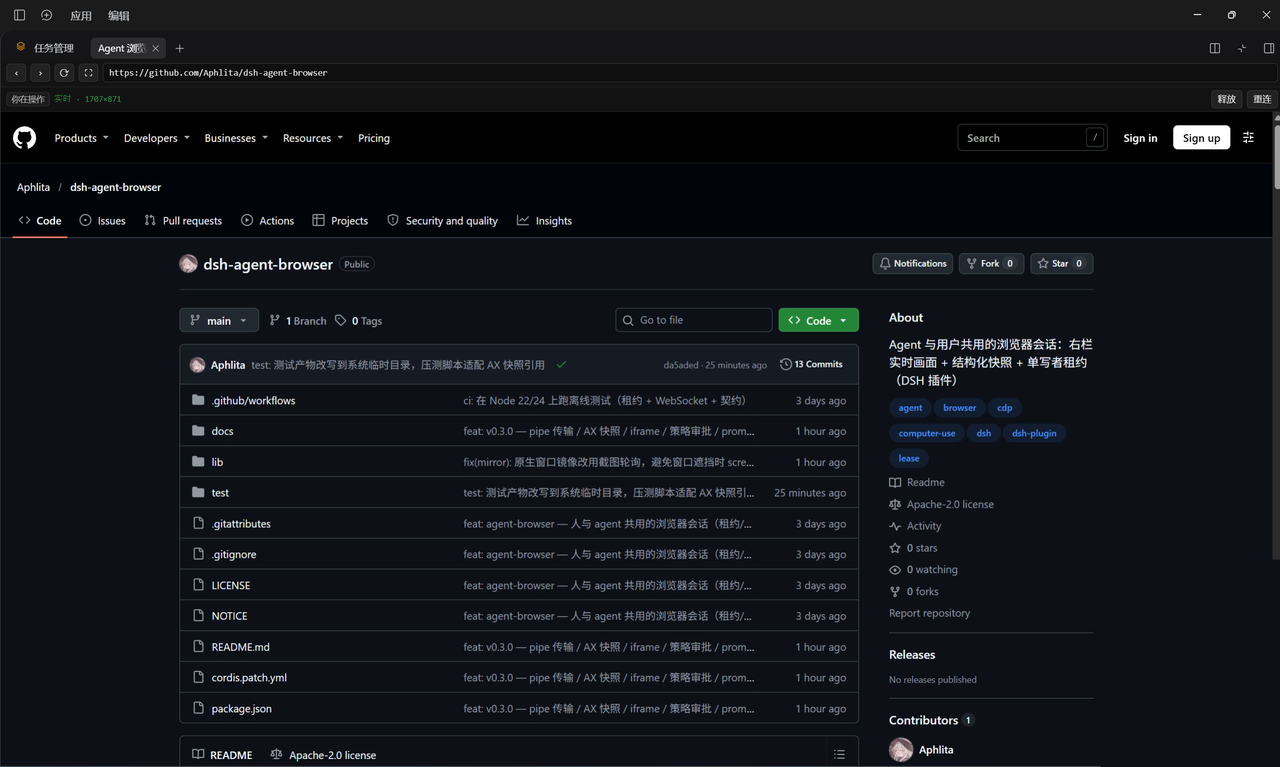 应用 编辑
任务管理 Agent 浏览
https://github.com/Aphlita/dsh-agent-browser
你在操作 实时 · 1707×871 释放 重连
Products Developers Businesses Resources Pricing Search / Sign in Sign up
Aphlita / dsh-agent-browser
Code Issues Pull requests Actions Projects Security and quality Insights
dsh-agent-browser Public Notifications Fork 0 Star 0
main 1 Branch 0 Tags Go to file Code
Aphlita test: 测试产物改写到系统临时目录，压测脚本适配 AX 快照引用 da5aded · 25 minutes ago 13 Commits
.github/workflows ci: 在 Node 22/24 上跑离线测试（租约 + WebSocket + 契约） 3 days ago
docs feat: v0.3.0 — pipe 传输 / AX 快照 / iframe / 策略审批 / prom... 1 hour ago
lib fix(mirror): 原生窗口镜像改用截图轮询，避免窗口遮挡时 scre... 1 hour ago
test test: 测试产物改写到系统临时目录，压测脚本适配 AX 快照引... 25 minutes ago
.gitattributes feat: agent-browser — 人与 agent 共用的浏览器会话（租约/... 3 days ago
.gitignore feat: agent-browser — 人与 agent 共用的浏览器会话（租约/... 3 days ago
LICENSE feat: agent-browser — 人与 agent 共用的浏览器会话（租约/... 3 days ago
NOTICE feat: agent-browser — 人与 agent 共用的浏览器会话（租约/... 3 days ago
README.md feat: v0.3.0 — pipe 传输 / AX 快照 / iframe / 策略审批 / prom... 1 hour ago
cordis.patch.yml feat: v0.3.0 — pipe 传输 / AX 快照 / iframe / 策略审批 / prom... 1 hour ago
package.json feat: v0.3.0 — pipe 传输 / AX 快照 / iframe / 策略审批 / prom... 1 hour ago
README Apache-2.0 license
About
Agent 与用户共用的浏览器会话：右栏
实时画面 + 结构化快照 + 单写者租约
（DSH 插件）
agent browser cdp
computer-use dsh dsh-plugin
lease
Readme
Apache-2.0 license
Activity
0 stars
0 watching
0 forks
Report repository
Releases
No releases published
Contributors 1
Aphlita